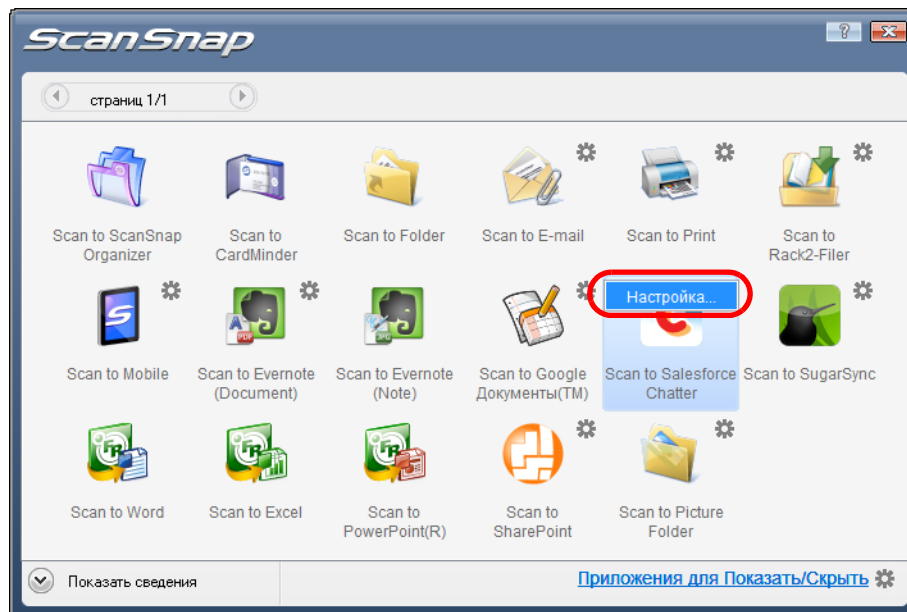 ScanSnap
страниц 1/1
Scan to ScanSnap
Organizer
Scan to
CardMinder
Scan to Folder
Scan to E-mail
Scan to Print
Scan to
Rack2-Filer
Настройка...
Scan to Mobile
Scan to Evernote
(Document)
Scan to Evernote
(Note)
Scan to Google
Документы(TM)
Scan to Salesforce
Chatter
Scan to SugarSync
Scan to Word
Scan to Excel
Scan to
PowerPoint(R)
Scan to
SharePoint
Scan to Picture
Folder
Показать сведения
Приложения для Показать/Скрыть